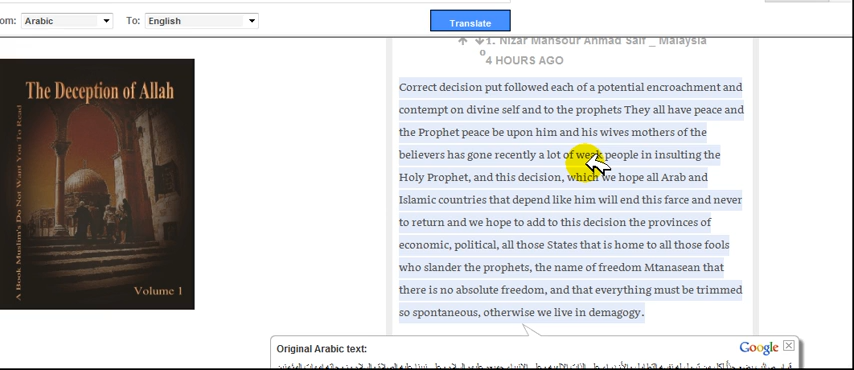 om: Arabic To: English Translate
1. Nizar Mansour Ahmad Saif _ Malaysia
4 HOURS AGO
The Deception of Allah
A Book Muslim's Do Not Want You To Read
Volume 1
Correct decision put followed each of a potential encroachment and
contempt on divine self and to the prophets They all have peace and
the Prophet peace be upon him and his wives mothers of the
believers has gone recently a lot of weak people in insulting the
Holy Prophet, and this decision, which we hope all Arab and
Islamic countries that depend like him will end this farce and never
to return and we hope to add to this decision the provinces of
economic, political, all those States that is home to all those fools
who slander the prophets, the name of freedom Mtanasean that
there is no absolute freedom, and that everything must be trimmed
so spontaneous, otherwise we live in demagogy.
Original Arabic text:
Google